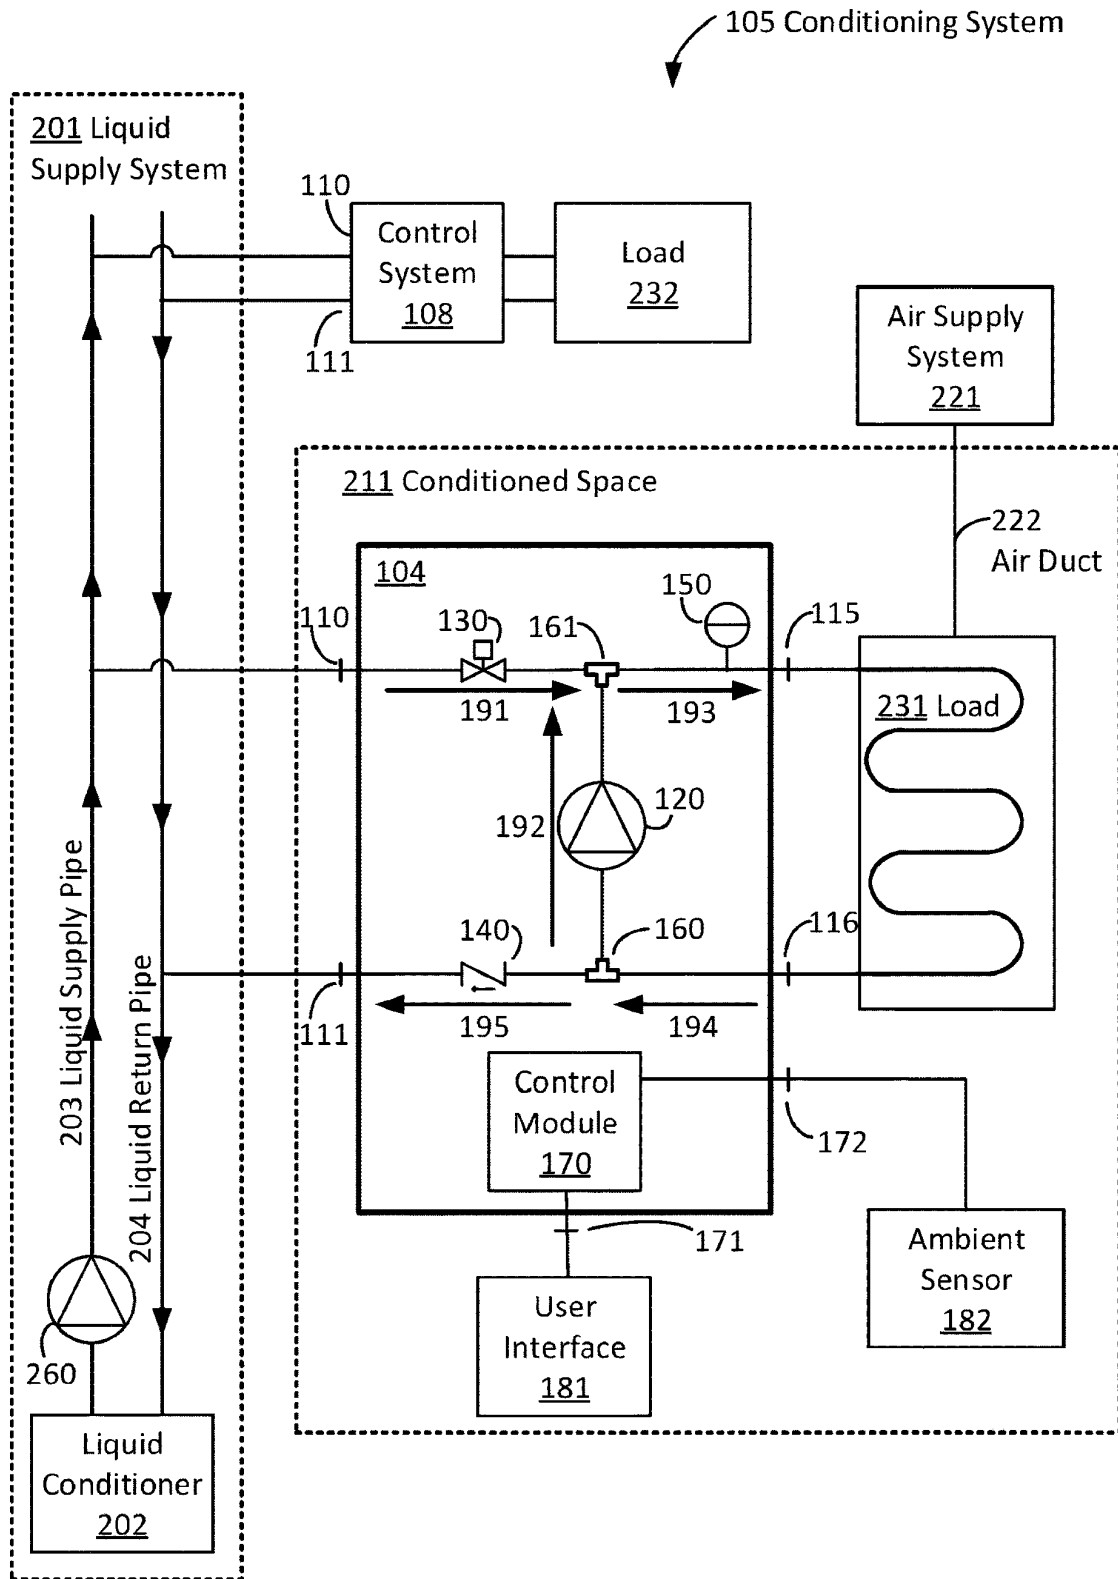 105 Conditioning System
201 Liquid
Supply System
110
Control
System
108
Load
232
111
Air Supply
System
221
211 Conditioned Space
222
Air Duct
104
150
130
161
115
110
191
193
231 Load
120
192
203 Liquid Supply Pipe
204 Liquid Return Pipe
140
160
116
111
195
194
Control
Module
170
172
171
Ambient
Sensor
182
User
Interface
181
260
Liquid
Conditioner
202